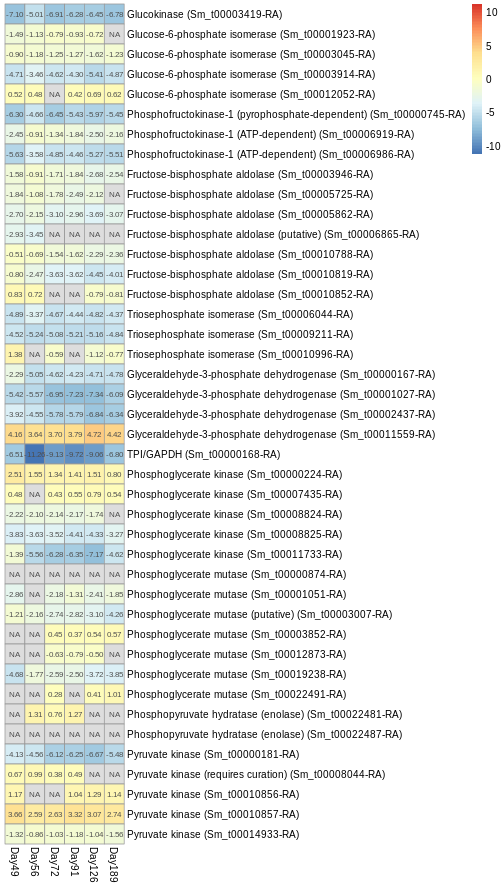 -7.10 -5.01 -6.91 -6.28 -6.45 -6.78 Glucokinase (Sm_t00003419-RA)
-1.49 -1.13 -0.79 -0.93 -0.72 NA Glucose-6-phosphate isomerase (Sm_t00001923-RA)
-0.90 -1.18 -1.25 -1.27 -1.62 -1.23 Glucose-6-phosphate isomerase (Sm_t00003045-RA)
-4.71 -3.46 -4.62 -4.30 -5.41 -4.87 Glucose-6-phosphate isomerase (Sm_t00003914-RA)
0.52 0.48 NA 0.42 0.69 0.62 Glucose-6-phosphate isomerase (Sm_t00012052-RA)
-6.30 -4.66 -6.45 -5.43 -5.97 -5.45 Phosphofructokinase-1 (pyrophosphate-dependent) (Sm_t00000745-RA)
-2.45 -0.91 -1.34 -1.84 -2.50 -2.16 Phosphofructokinase-1 (ATP-dependent) (Sm_t00006919-RA)
-5.63 -3.58 -4.85 -4.46 -5.27 -5.51 Phosphofructokinase-1 (ATP-dependent) (Sm_t00006986-RA)
-1.58 -0.91 -1.71 -1.84 -2.68 -2.54 Fructose-bisphosphate aldolase (Sm_t00003946-RA)
-1.84 -1.08 -1.78 -2.49 -2.12 NA Fructose-bisphosphate aldolase (Sm_t00005725-RA)
-2.70 -2.15 -3.10 -2.96 -3.69 -3.07 Fructose-bisphosphate aldolase (Sm_t00005862-RA)
-2.93 -3.45 NA NA NA NA Fructose-bisphosphate aldolase (putative) (Sm_t00006865-RA)
-0.51 -0.69 -1.54 -1.62 -2.29 -2.36 Fructose-bisphosphate aldolase (Sm_t00010788-RA)
-0.80 -2.47 -3.63 -3.62 -4.45 -4.01 Fructose-bisphosphate aldolase (Sm_t00010819-RA)
0.83 0.72 NA NA -0.79 -0.81 Fructose-bisphosphate aldolase (Sm_t00010852-RA)
-4.89 -3.37 -4.67 -4.44 -4.82 -4.37 Triosephosphate isomerase (Sm_t00006044-RA)
-4.52 -5.24 -5.08 -5.21 -5.16 -4.84 Triosephosphate isomerase (Sm_t00009211-RA)
1.38 NA -0.59 NA -1.12 -0.77 Triosephosphate isomerase (Sm_t00010996-RA)
-2.29 -5.05 -4.62 -4.23 -4.71 -4.78 Glyceraldehyde-3-phosphate dehydrogenase (Sm_t00000167-RA)
-5.42 -5.57 -6.95 -7.23 -7.34 -6.09 Glyceraldehyde-3-phosphate dehydrogenase (Sm_t00001027-RA)
-3.92 -4.55 -5.78 -5.79 -6.84 -6.34 Glyceraldehyde-3-phosphate dehydrogenase (Sm_t00002437-RA)
4.16 3.64 3.70 3.79 4.72 4.42 Glyceraldehyde-3-phosphate dehydrogenase (Sm_t00011559-RA)
-6.51 -9.13 -9.72 -9.06 -6.80 TPI/GAPDH (Sm_t00000168-RA)
2.51 1.55 1.34 1.41 1.51 0.80 Phosphoglycerate kinase (Sm_t00000224-RA)
0.48 NA 0.43 0.55 0.79 0.54 Phosphoglycerate kinase (Sm_t00007435-RA)
-2.22 -2.10 -2.14 -2.17 -1.74 NA Phosphoglycerate kinase (Sm_t00008824-RA)
-3.83 -3.63 -3.52 -4.41 -4.33 -3.27 Phosphoglycerate kinase (Sm_t00008825-RA)
-1.39 -5.56 -6.28 -6.35 -7.17 -4.62 Phosphoglycerate kinase (Sm_t00011733-RA)
NA NA NA NA NA NA Phosphoglycerate mutase (Sm_t00000874-RA)
-2.86 NA -2.18 -1.31 -2.41 -1.85 Phosphoglycerate mutase (Sm_t00001051-RA)
-1.21 -2.16 -2.74 -2.82 -3.10 -4.26 Phosphoglycerate mutase (putative) (Sm_t00003007-RA)
NA NA 0.45 0.37 0.54 0.57 Phosphoglycerate mutase (Sm_t00003852-RA)
NA NA -0.63 -0.79 -0.50 NA Phosphoglycerate mutase (Sm_t00012873-RA)
-4.68 -1.77 -2.59 -2.50 -3.72 -3.85 Phosphoglycerate mutase (Sm_t00019238-RA)
NA NA 0.28 NA 0.41 1.01 Phosphoglycerate mutase (Sm_t00022491-RA)
NA 1.31 0.76 1.27 NA NA Phosphopyruvate hydratase (enolase) (Sm_t00022481-RA)
NA NA NA NA NA NA Phosphopyruvate hydratase (enolase) (Sm_t00022487-RA)
-4.13 -4.56 -6.12 -6.25 -6.67 -5.48 Pyruvate kinase (Sm_t00000181-RA)
0.67 0.99 0.38 0.49 NA NA Pyruvate kinase (requires curation) (Sm_t00008044-RA)
1.17 NA NA 1.04 1.29 1.14 Pyruvate kinase (Sm_t00010856-RA)
3.66 2.59 2.63 3.32 3.07 2.74 Pyruvate kinase (Sm_t00010857-RA)
-1.32 -0.86 -1.03 -1.18 -1.04 -1.56 Pyruvate kinase (Sm_t00014933-RA)
Day49 Day56 Day72 Day91 Day126 Day189
10
5
0
-5
-10